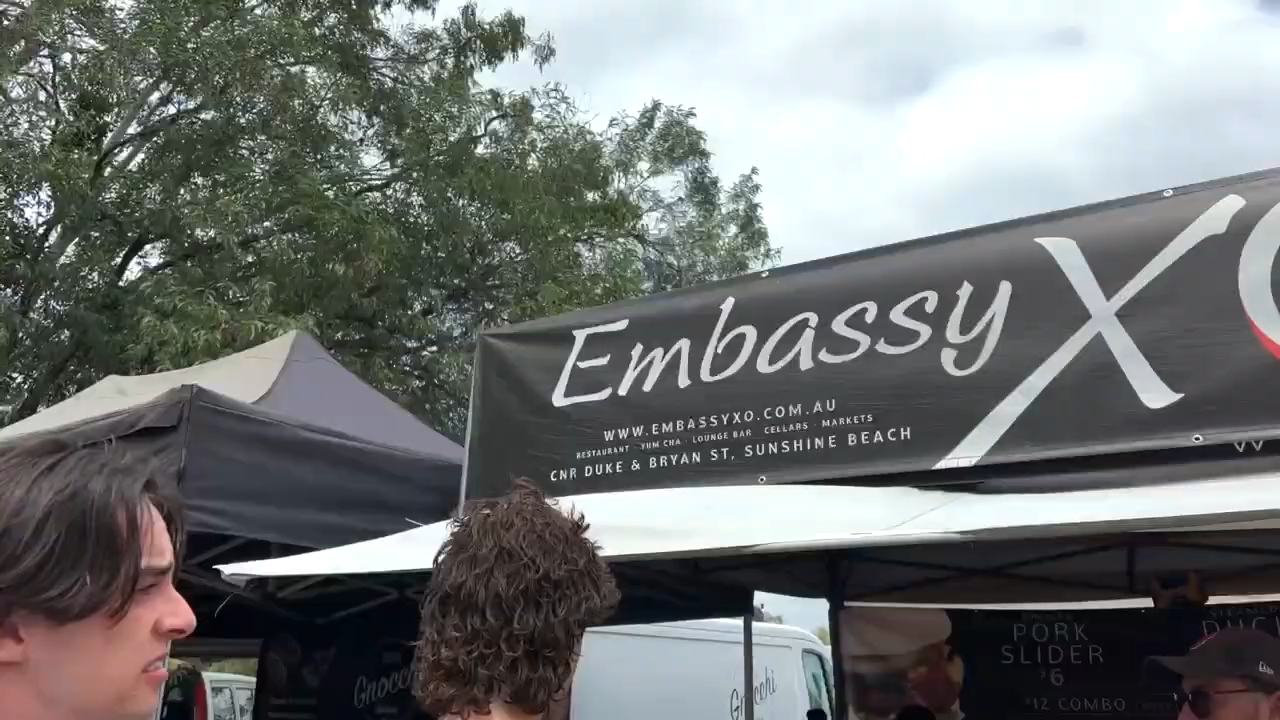 Embassy X
WWW.EMBASSYXO.COM.AU
RESTAURANT · YUM CHA · LOUNGE BAR · CELLARS · MARKETS
CNR DUKE & BRYAN ST, SUNSHINE BEACH
PORK
SLIDER
$6
$12 COMBO
Gnocchi
Gnocchi